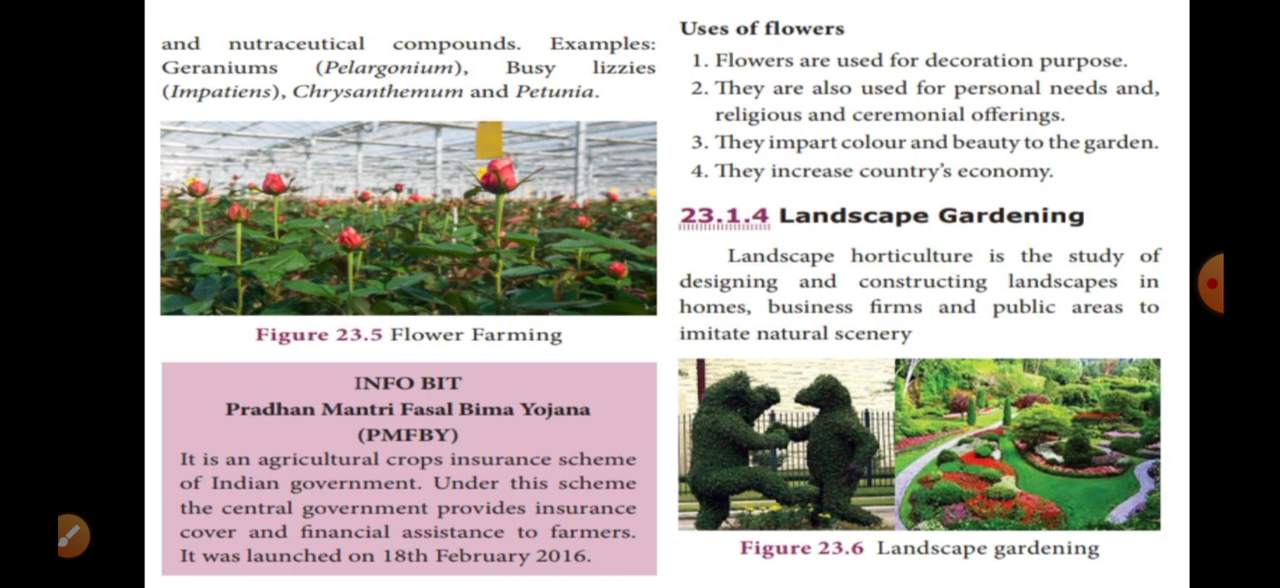 and nutraceutical compounds. Examples:
Geraniums (Pelargonium), Busy lizzies
(Impatiens), Chrysanthemum and Petunia.
Figure 23.5 Flower Farming
INFO BIT
Pradhan Mantri Fasal Bima Yojana
(PMFBY)
It is an agricultural crops insurance scheme
of Indian government. Under this scheme
the central government provides insurance
cover and financial assistance to farmers.
It was launched on 18th February 2016.
Uses of flowers
1. Flowers are used for decoration purpose.
2. They are also used for personal needs and,
religious and ceremonial offerings.
3. They impart colour and beauty to the garden.
4. They increase country's economy.
23.1.4 Landscape Gardening
Landscape horticulture is the study of
designing and constructing landscapes in
homes, business firms and public areas to
imitate natural scenery
Figure 23.6 Landscape gardening